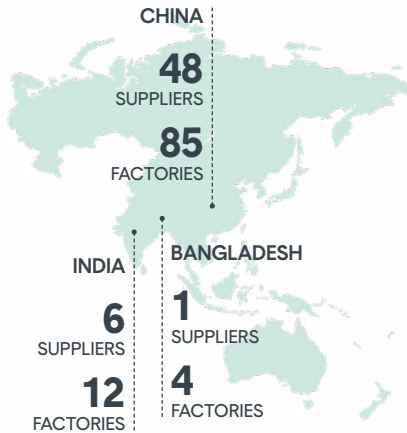 CHINA
48
SUPPLIERS
85
FACTORIES
INDIA
6
SUPPLIERS
12
FACTORIES
BANGLADESH
1
SUPPLIERS
4
FACTORIES